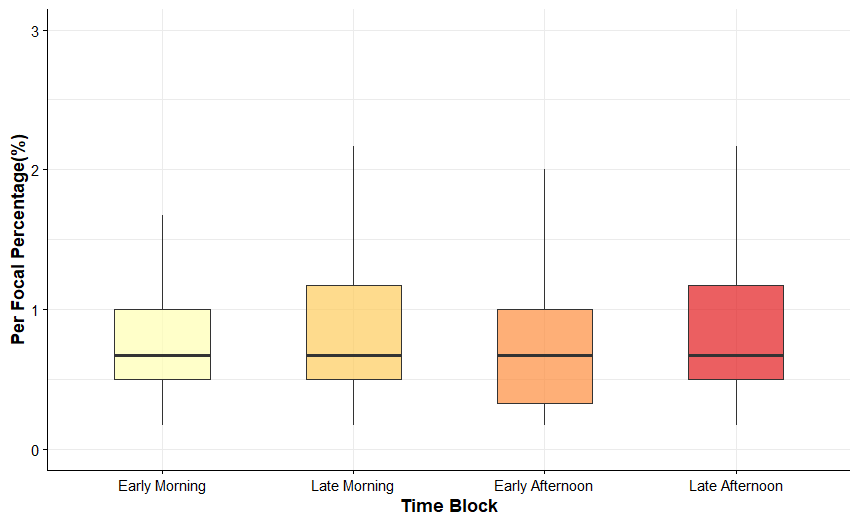 Per Focal Percentage(%)
3
2
1
0
Early Morning
Late Morning
Early Afternoon
Late Afternoon
Time Block